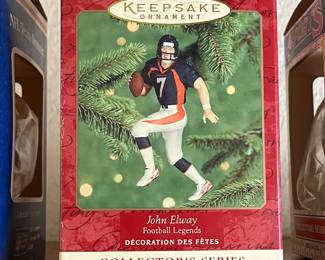 KEEPSAKE
ORNAMENT
7
John Elway
Football Legends
DÉCORATION DES FÊTES
COLLECTOR'S SERIES